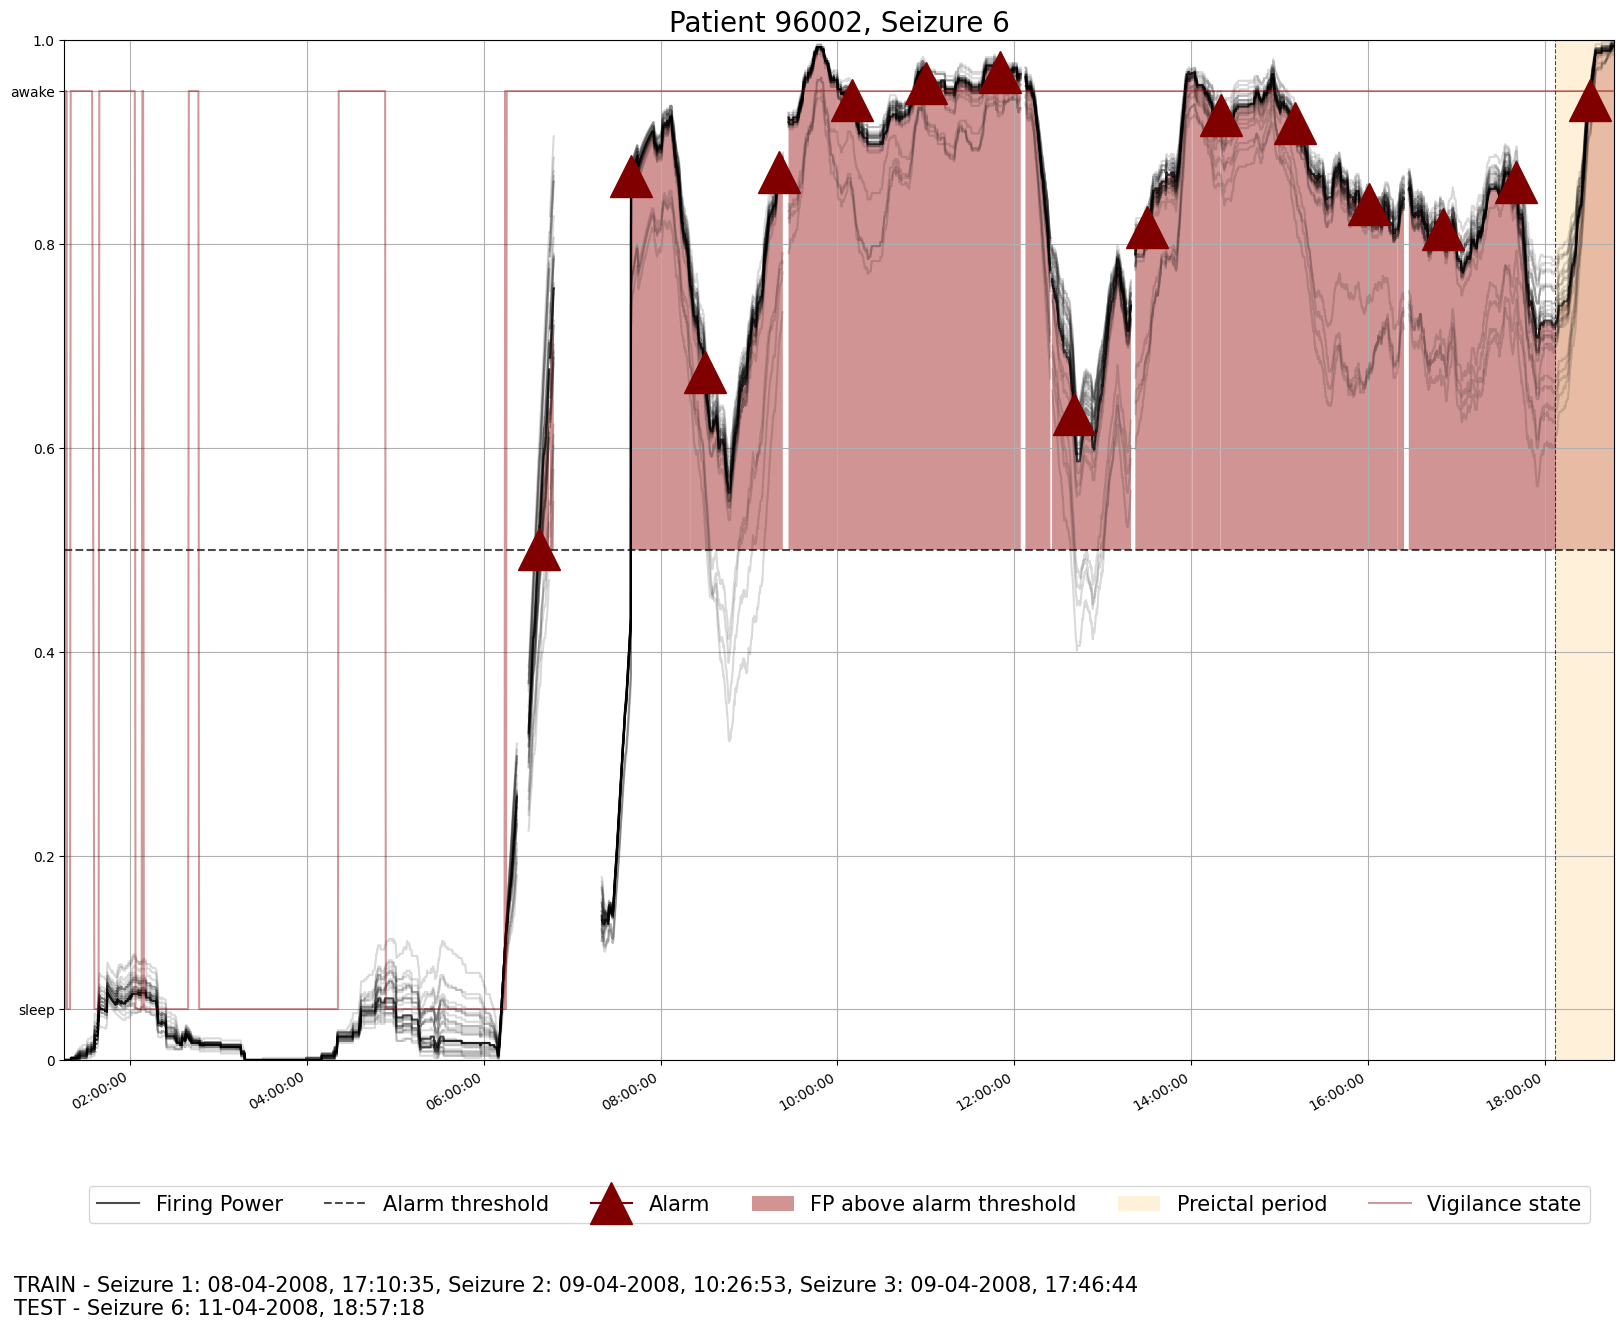 Patient 96002, Seizure 6
1.0
awake
0.8
0.6
0.4
0.2
sleep
0
02:00:00 04:00:00 06:00:00 08:00:00 10:00:00 12:00:00 14:00:00 16:00:00 18:00:00
Firing Power Alarm threshold Alarm FP above alarm threshold Preictal period Vigilance state
TRAIN - Seizure 1: 08-04-2008, 17:10:35, Seizure 2: 09-04-2008, 10:26:53, Seizure 3: 09-04-2008, 17:46:44
TEST - Seizure 6: 11-04-2008, 18:57:18